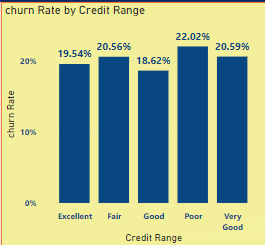 churn Rate by Credit Range
22.02%
20.56%
20.59%
19.54%
18.62%
20%
10%
0%
churn Rate
Excellent
Fair
Good
Poor
Very
Good
Credit Range